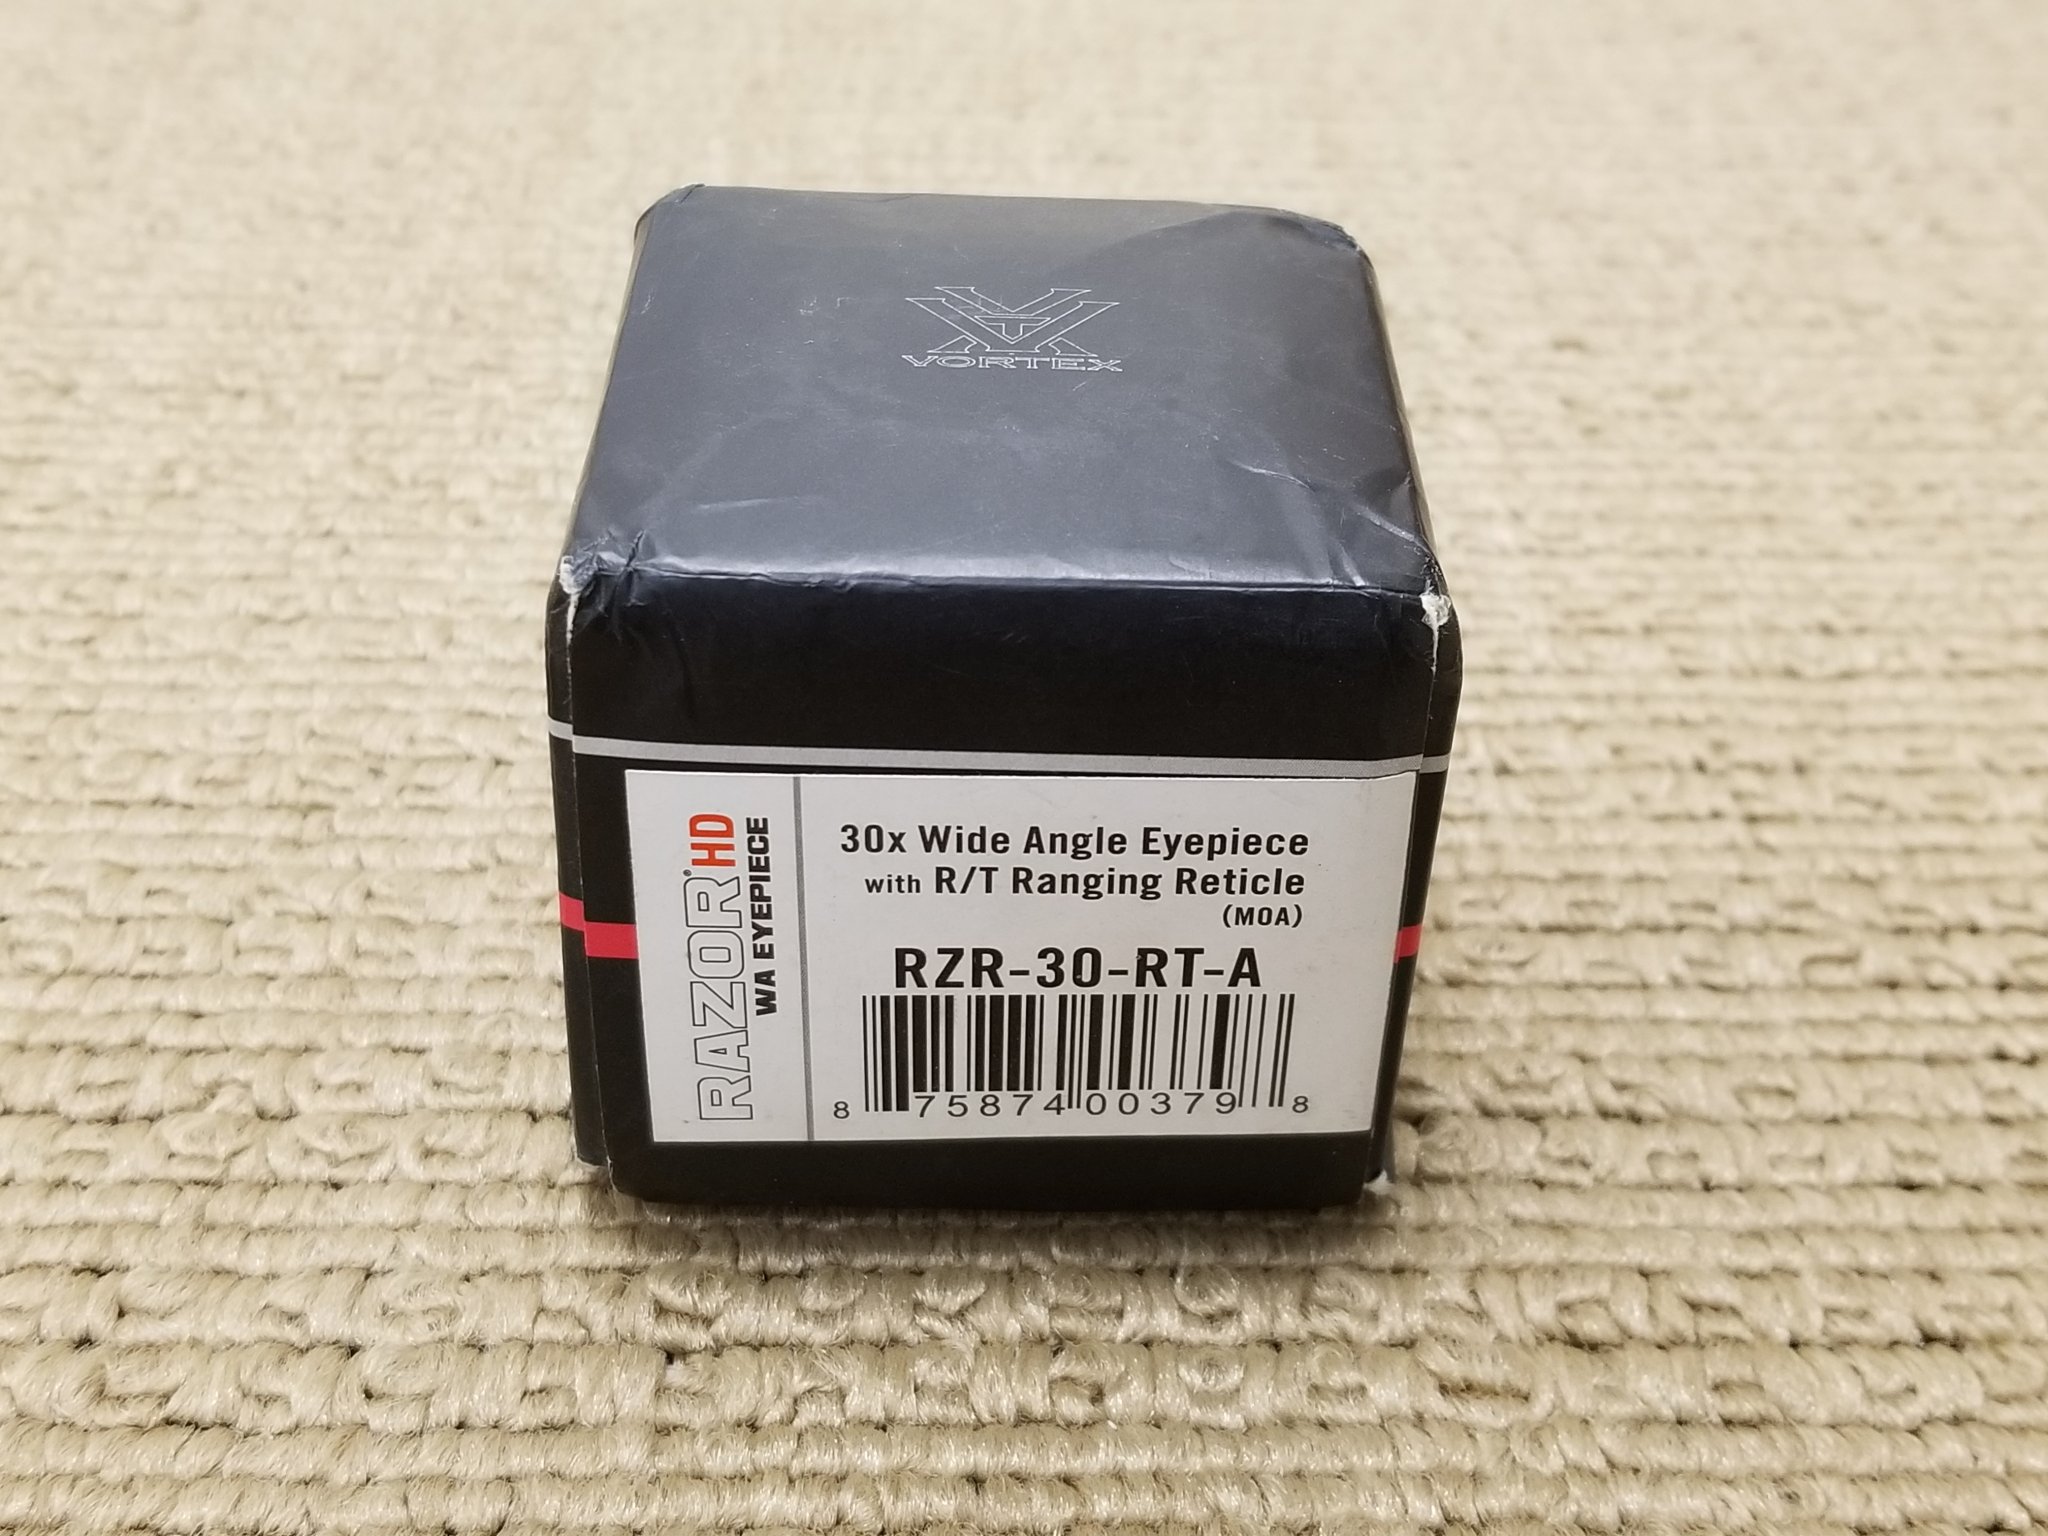 VORTEX
RAZOR® HD
WA EYEPIECE
30x Wide Angle Eyepiece
with R/T Ranging Reticle
(MOA)
RZR-30-RT-A
8 75874 00379 8